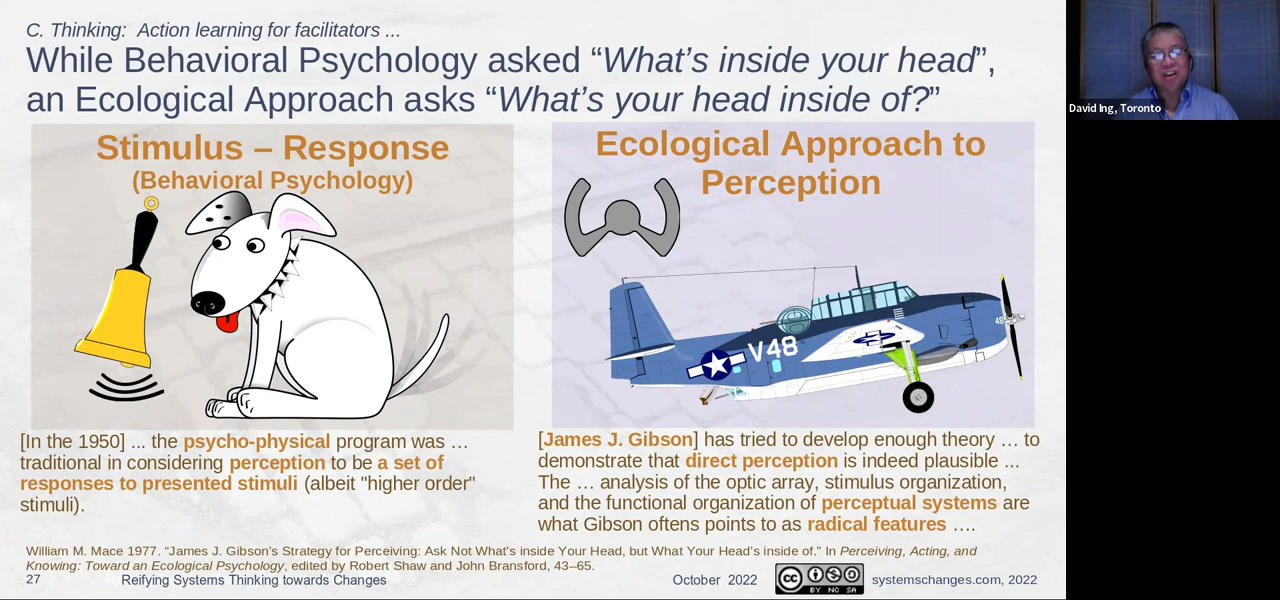 C. Thinking: Action learning for facilitators ...
While Behavioral Psychology asked “What’s inside your head”,
an Ecological Approach asks “What’s your head inside of?”
Stimulus – Response
(Behavioral Psychology)
[In the 1950] ... the psycho-physical program was …
traditional in considering perception to be a set of
responses to presented stimuli (albeit "higher order"
stimuli).
Ecological Approach to
Perception
V48
48
[James J. Gibson] has tried to develop enough theory … to
demonstrate that direct perception is indeed plausible ...
The … analysis of the optic array, stimulus organization,
and the functional organization of perceptual systems are
what Gibson oftens points to as radical features ….
William M. Mace 1977. “James J. Gibson’s Strategy for Perceiving: Ask Not What’s inside Your Head, but What Your Head’s inside of.” In Perceiving, Acting, and
Knowing: Toward an Ecological Psychology, edited by Robert Shaw and John Bransford, 43–65.
27
Reifying Systems Thinking towards Changes
October 2022
cc
BY NC SA
systemschanges.com, 2022
David Ing, Toronto